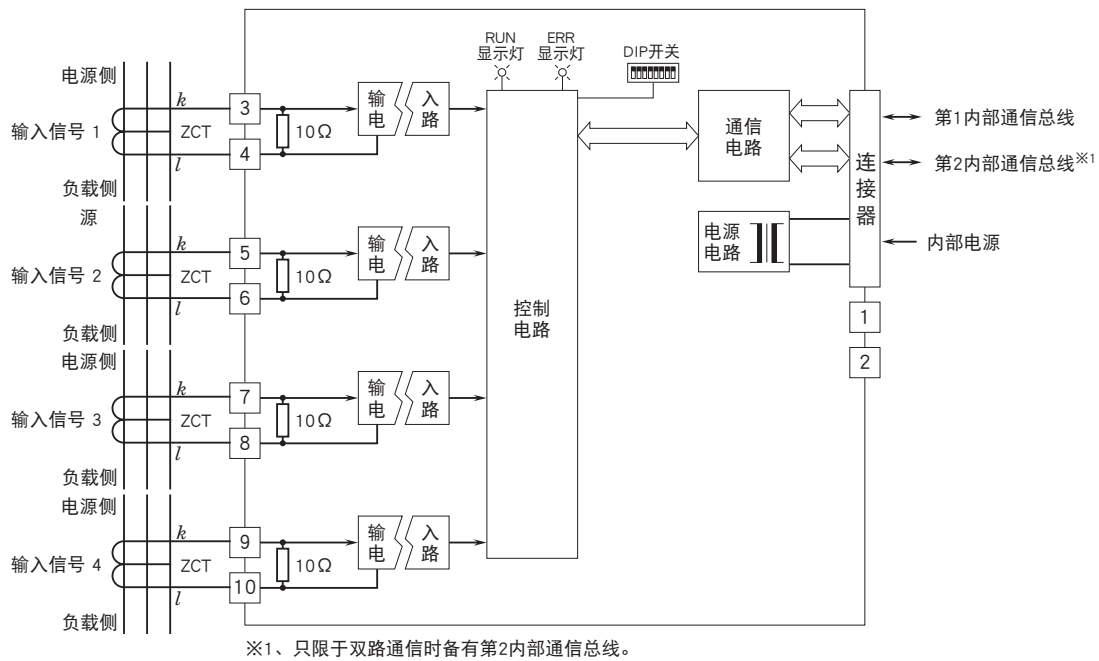 RUN
显示灯
ERR
显示灯
DIP开关
电源侧
k
输入信号 1
ZCT
l
负载侧
3
4
10Ω
输 入
电 路
源
k
输入信号 2
ZCT
l
负载侧
5
6
10Ω
输 入
电 路
电源侧
k
输入信号 3
ZCT
l
负载侧
7
8
10Ω
输 入
电 路
电源侧
k
输入信号 4
ZCT
l
负载侧
9
10
10Ω
输 入
电 路
控制
电路
通信
电路
电源
电路
连
接
器
第1内部通信总线
第2内部通信总线※1
内部电源
1
2
※1、只限于双路通信时备有第2内部通信总线。